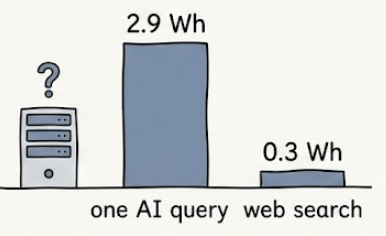 ?
2.9 Wh
0.3 Wh
one AI query
web search